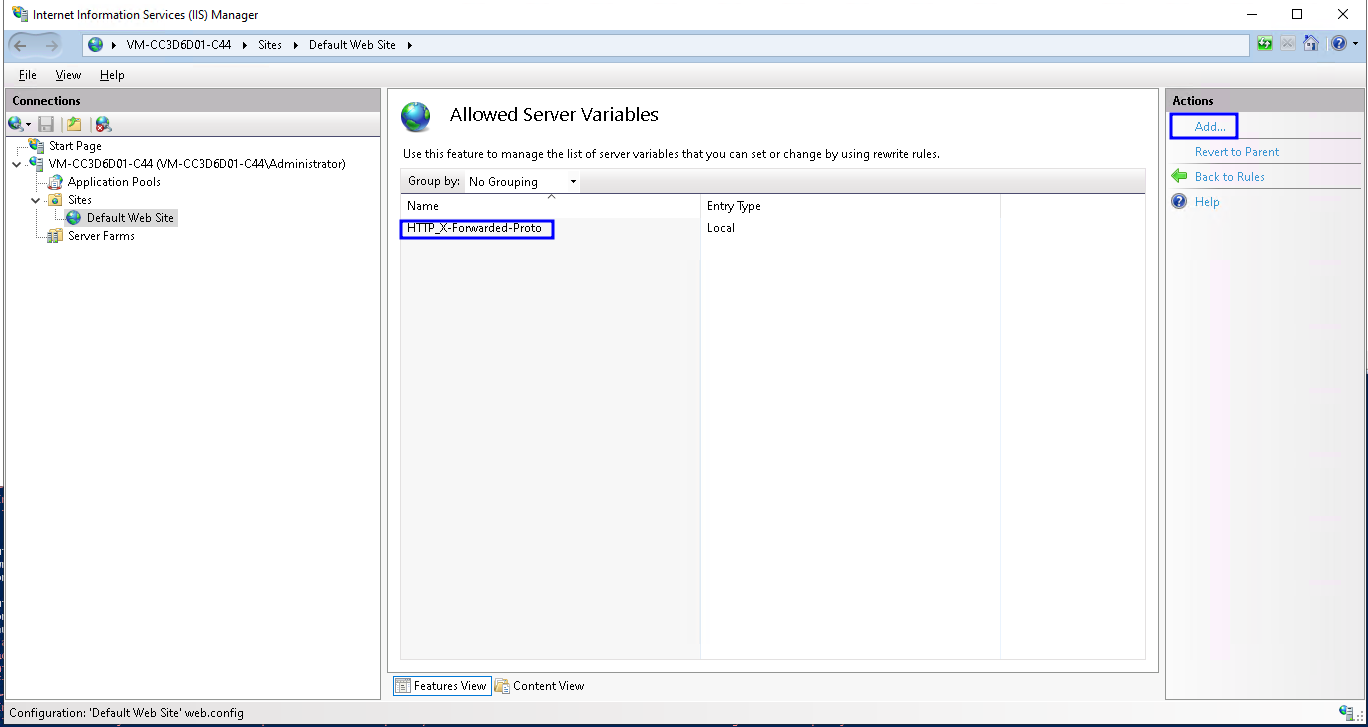 Internet Information Services (IIS) Manager
VM-CC3D6D01-C44 Sites Default Web Site
File View Help
Connections
Start Page
VM-CC3D6D01-C44 (VM-CC3D6D01-C44\Administrator)
Application Pools
Sites
Default Web Site
Server Farms
Allowed Server Variables
Use this feature to manage the list of server variables that you can set or change by using rewrite rules.
Group by: No Grouping
Name Entry Type
HTTP_X-Forwarded-Proto Local
Features View Content View
Actions
Add...
Revert to Parent
Back to Rules
Help
Configuration: 'Default Web Site' web.config